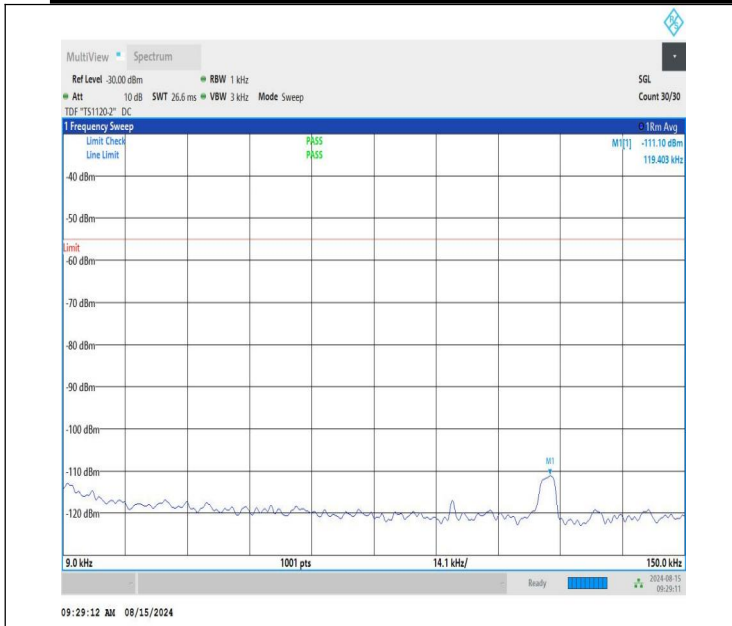 R&S
MultiView Spectrum
Ref Level -30.00 dBm RBW 1 kHz SGL
Att 10 dB SWT 26.6 ms VBW 3 kHz Mode Sweep Count 30/30
TDF "TS1120-2" DC
1 Frequency Sweep 1Rm Avg
Limit Check PASS M1[1] -111.10 dBm
Line Limit PASS 119.403 kHz
-40 dBm
-50 dBm
Limit
-60 dBm
-70 dBm
-80 dBm
-90 dBm
-100 dBm
M1
-110 dBm
-120 dBm
9.0 kHz 1001 pts 14.1 kHz/ 150.0 kHz
Ready 2024-08-15
09:29:11
09:29:12 AM 08/15/2024